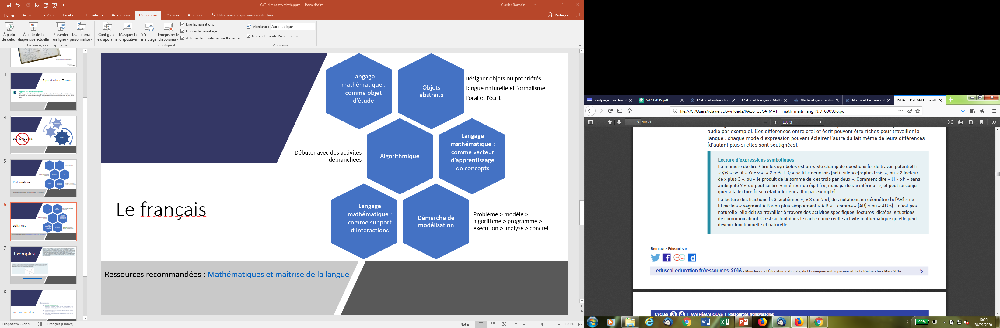 CV3-4 AdaptivMath.pptx - PowerPoint
Clavier Romain
Fichier
Accueil
Insérer
Création
Transitions
Animations
Diaporama
Révision
Affichage
Dites-nous ce que vous voulez faire
Partager
À partir
du début
À partir de la
diapositive actuelle
Présenter
en ligne
Diaporama
personnalisé
Configurer
le diaporama
Masquer la
diapositive
Vérifier le
minutage
Enregistrer le
diaporama
Lire les narrations
Utiliser le minutage
Afficher les contrôles multimédias
Moniteur :
Automatique
Utiliser le mode Présentateur
Démarrage du diaporama
Configuration
Moniteurs
3
Rapport Villani - Torossian
8
Apports des autres disciplines
4
Les maths-outils
5
L'informatique
6
Le français
7
Exemples
8
Les préconisations
Langage
mathématique :
comme objet
d'étude
Objets
abstraits
Désigner objets ou propriétés
Langue naturelle et formalisme
L'oral et l'écrit
Débuter avec des activités
débranchées
Algorithmique
Langage
mathématique :
comme vecteur
d'apprentissage
de concepts
Le français
Langage
mathématique :
comme support
d'interactions
Démarche de
modélisation
Problème > modèle >
algorithme > programme >
exécution > analyse > concret
Ressources recommandées : Mathématiques et maîtrise de la langue
Diapositive 6 de 9
Français (France)
Notes
120 %
Startpage.com Résul
AAA17035.pdf
Maths et autres disci
Maths et français - Math
Maths et géographie
Maths et histoire - M
RA16_C3C4_MATH_math
file:///C:/Users/rclavier/Downloads/RA16_C3C4_MATH_math_maitr_lang_N.D_600996.pdf
5 sur 21
130 %
audio par exemple). Ces différences entre oral et écrit peuvent être riches pour travailler la
langue : chaque mode d'expression pouvant éclairer l'autre du fait même de leurs différences
(d'autant plus si elles sont soulignées).
Lecture d'expressions symboliques
La manière de dire / lire les symboles est un vaste champ de questions (et de travail potentiel) :
« f(x) » se lit « f de x », « 2 × (x + 3) » se lit « deux fois [petit silence] x plus trois », ou « 2 facteur
de x plus 3 », ou « le produit de la somme de x et trois par deux ». Comment dire « (1 + x)² » sans
ambiguïté ? « ⩽ » peut se lire « inférieur ou égal à », mais parfois « inférieur », et peut se conju-
guer à la lecture (« si a était inférieur à 0 » par exemple).
La lecture des fractions (« 3 septièmes », « 3 sur 7 »), des notations en géométrie (« [AB] » se
lit parfois « segment A B » ou plus simplement « A B »... comme « (AB) » ou « AB »)... n'est pas
naturelle, elle doit se travailler à travers des activités spécifiques (lectures, dictées, situations
de communication). C'est surtout dans le cadre d'une réelle activité mathématique qu'elle peut
devenir fonctionnelle et naturelle.
Retrouvez Éduscol sur
eduscol.education.fr/ressources-2016 - Ministère de l'Éducation nationale, de l'Enseignement supérieur et de la Recherche - Mars 2016
5
CYCLES 3 4 I MATHÉMATIQUES I Ressources transversales
FR
99%
10:26
28/09/2020